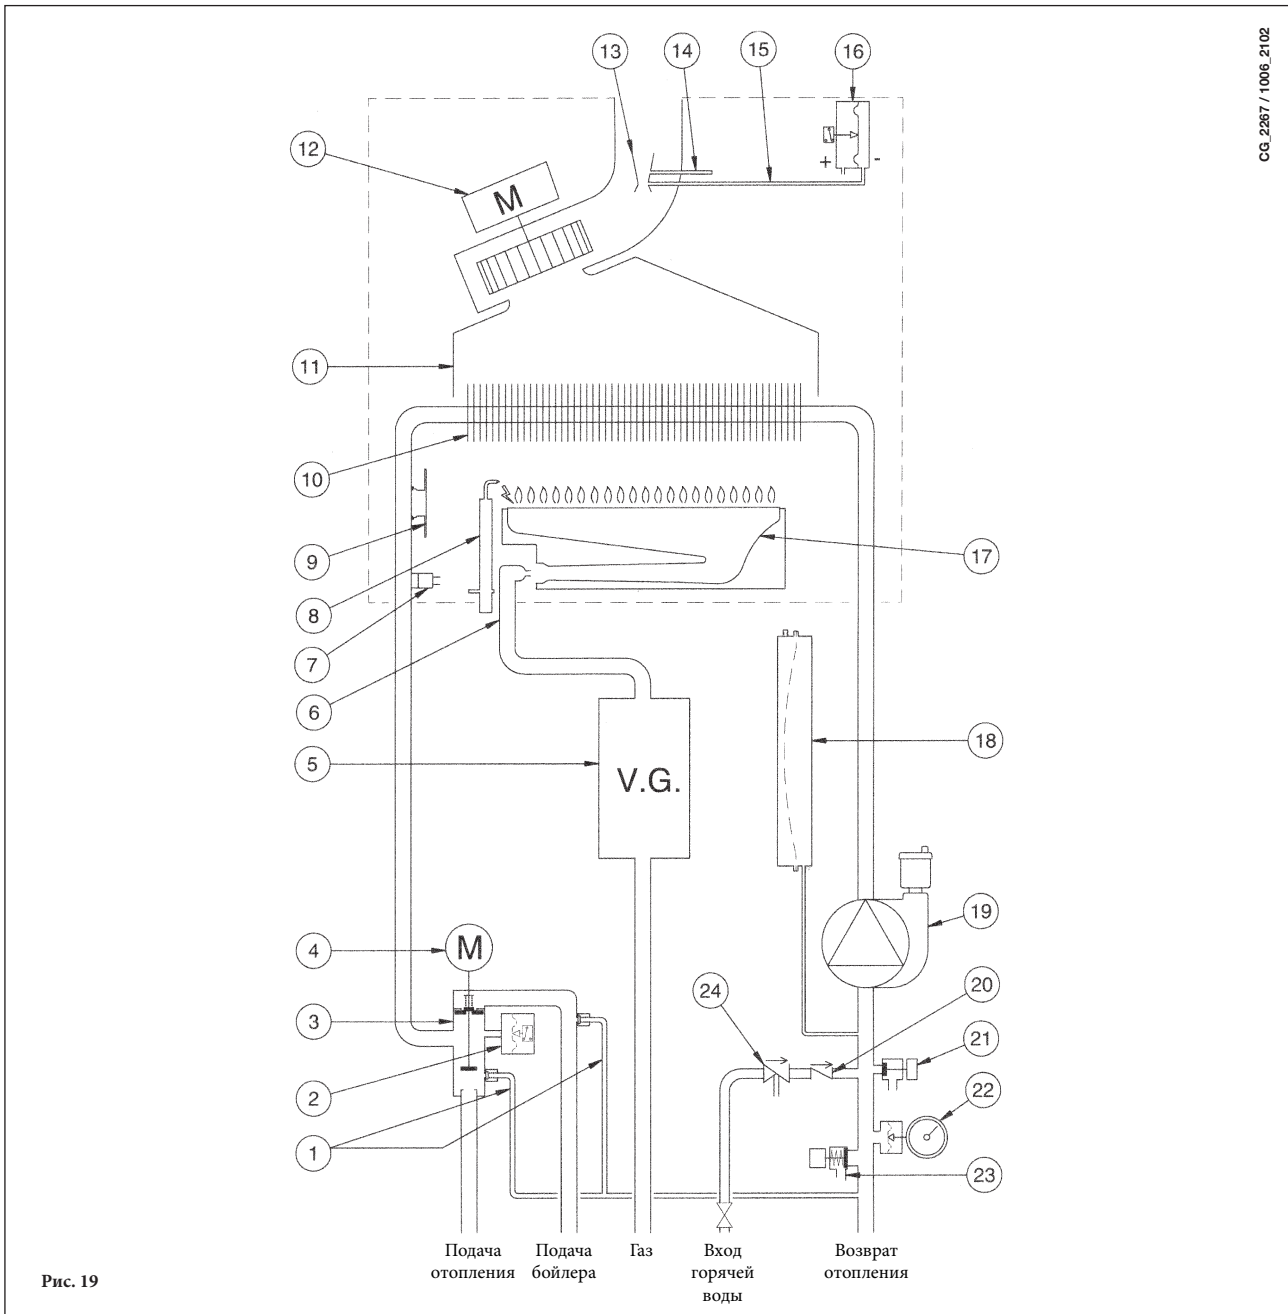 CG_2267 / 1006_2102
13
14
15
16
12
M
+
-
11
10
9
8
7
17
6
5
V.G.
18
4
M
19
3
24
20
21
2
22
1
23
Подача
отопления
Подача
бойлера
Газ
Вход
горячей
воды
Возврат
отопления
Рис. 19